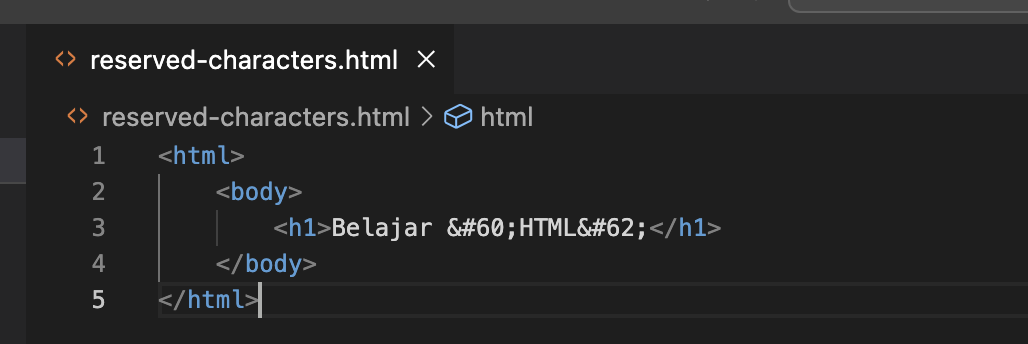 reserved-characters.html
reserved-characters.html > html
1 <html>
2 <body>
3 <h1>Belajar &#60;HTML&#62;</h1>
4 </body>
5 </html>